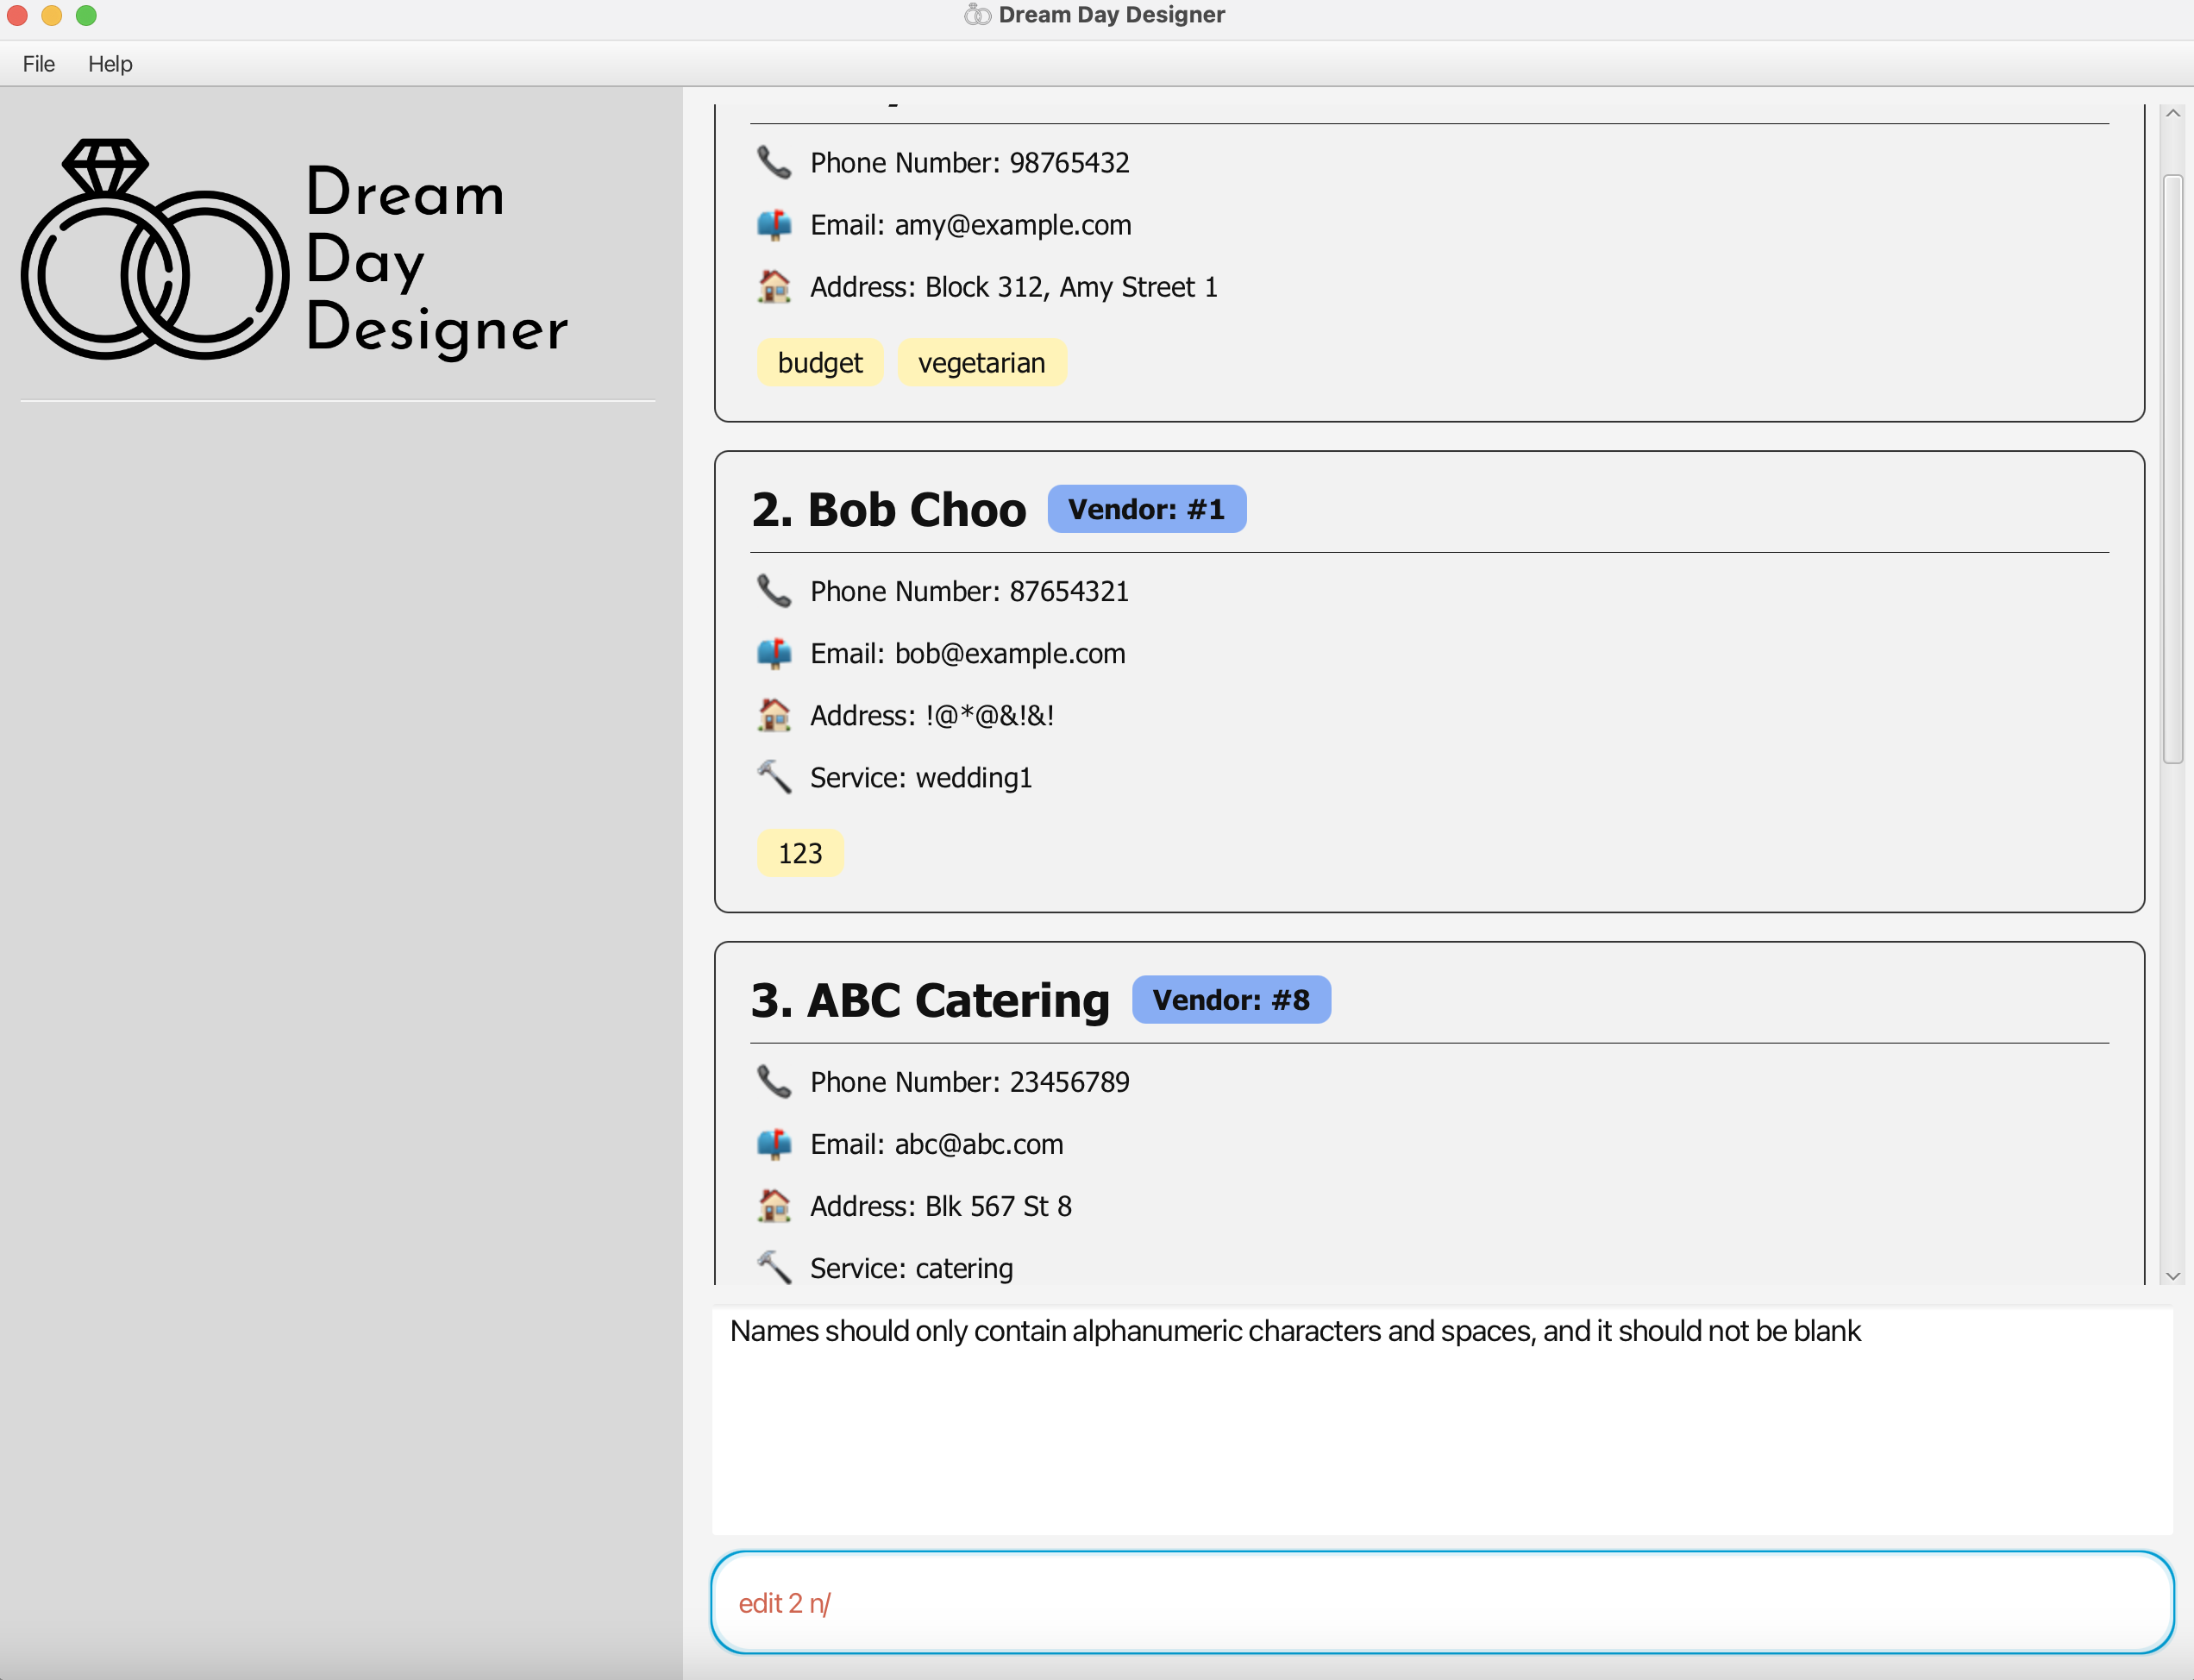 Dream Day Designer
File Help
Dream
Day
Designer
Phone Number: 98765432
Email: amy@example.com
Address: Block 312, Amy Street 1
budget vegetarian
2. Bob Choo Vendor: #1
Phone Number: 87654321
Email: bob@example.com
Address: !@*@&!&!
Service: wedding1
123
3. ABC Catering Vendor: #8
Phone Number: 23456789
Email: abc@abc.com
Address: Blk 567 St 8
Service: catering
Names should only contain alphanumeric characters and spaces, and it should not be blank
edit 2 n/